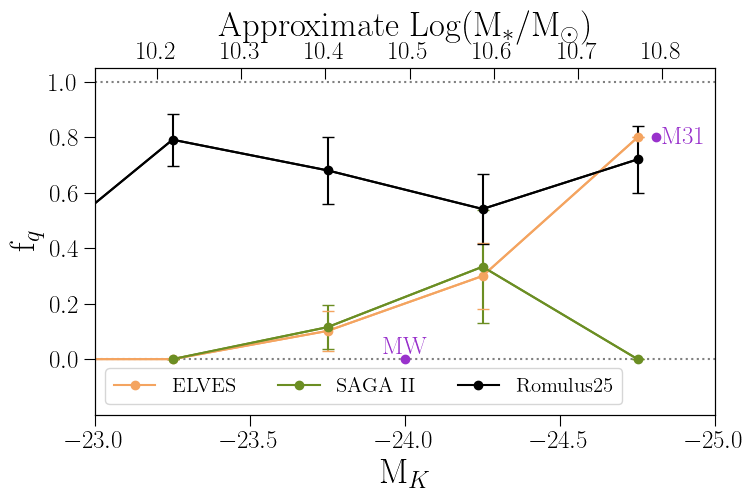 Approximate Log(M*/M☉)
10.2 10.3 10.4 10.5 10.6 10.7 10.8
1.0
M31
0.8
0.6
f_q
0.4
0.2
MW
0.0
ELVES SAGA II Romulus25
−23.0 −23.5 −24.0 −24.5 −25.0
M_K